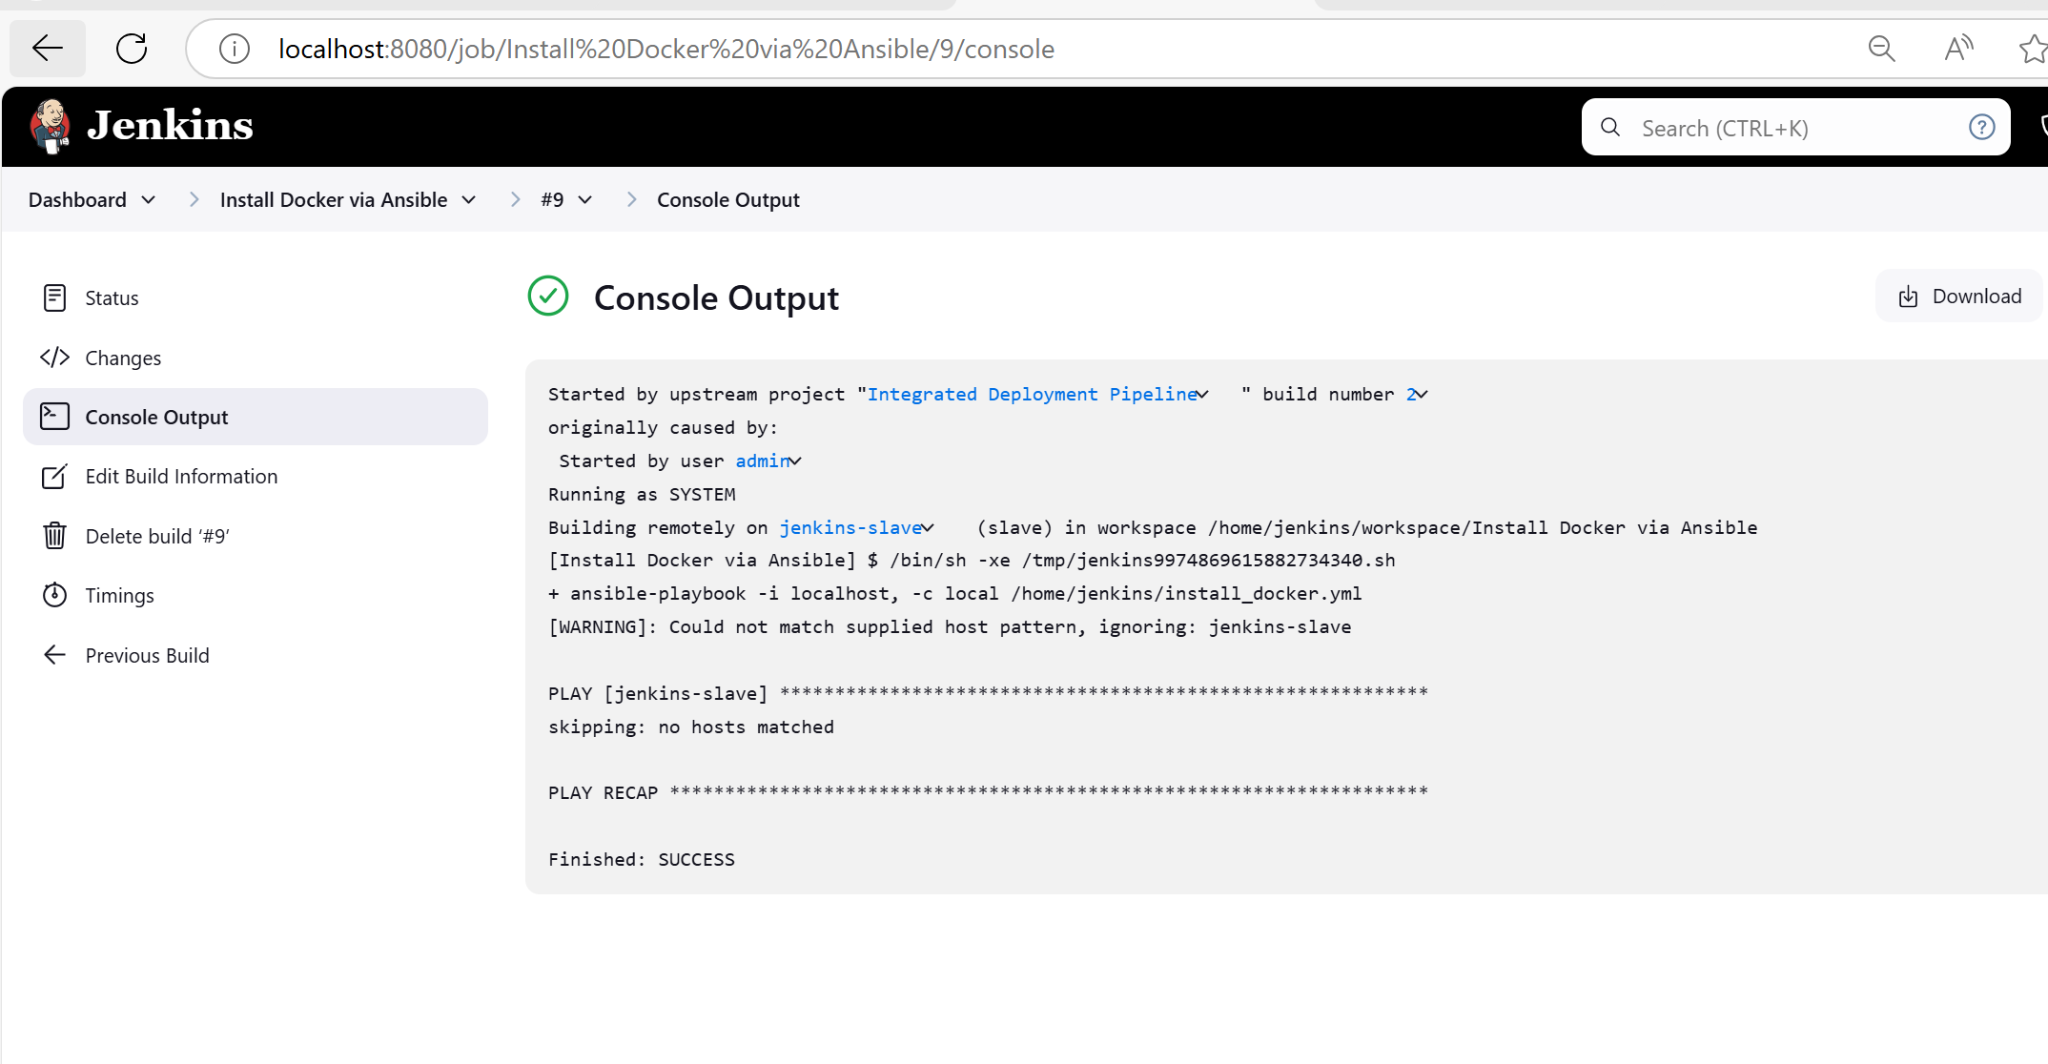 localhost:8080/job/Install%20Docker%20via%20Ansible/9/console
Jenkins
Search (CTRL+K)
Dashboard
Install Docker via Ansible
#9
Console Output
Status
Changes
Console Output
Edit Build Information
Delete build ‘#9’
Timings
Previous Build
Console Output
Download
Started by upstream project "Integrated Deployment Pipeline" build number 2
originally caused by:
Started by user admin
Running as SYSTEM
Building remotely on jenkins-slave (slave) in workspace /home/jenkins/workspace/Install Docker via Ansible
[Install Docker via Ansible] $ /bin/sh -xe /tmp/jenkins9974869615882734340.sh
+ ansible-playbook -i localhost, -c local /home/jenkins/install_docker.yml
[WARNING]: Could not match supplied host pattern, ignoring: jenkins-slave
PLAY [jenkins-slave] ***********************************************************
skipping: no hosts matched
PLAY RECAP *********************************************************************
Finished: SUCCESS